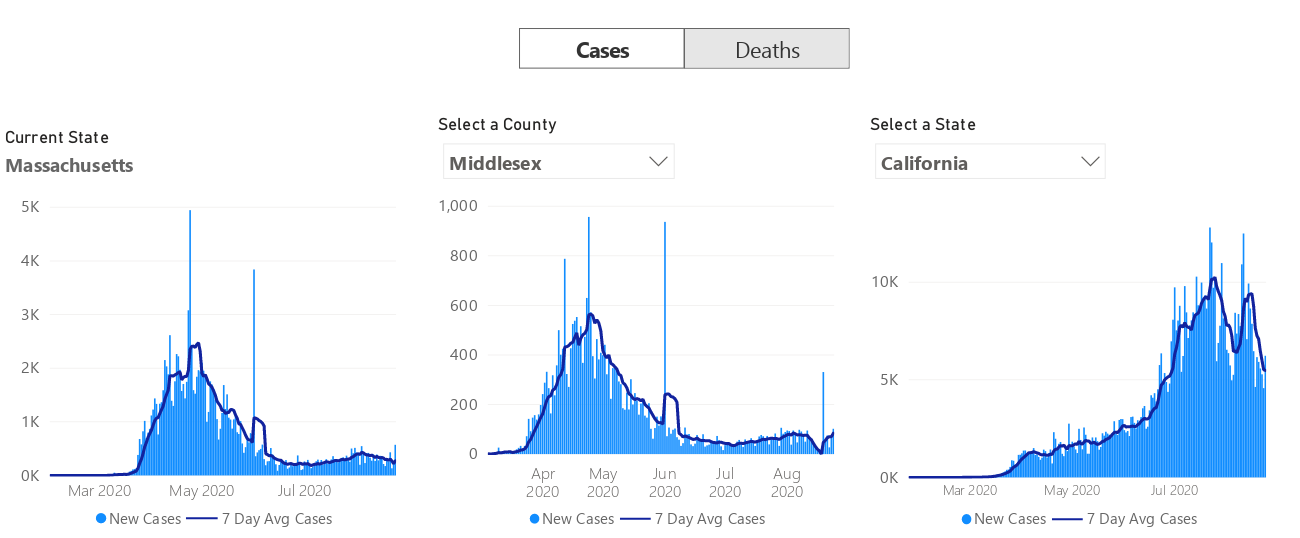 Cases
Deaths
Current State
Massachusetts
5K
4K
3K
2K
1K
0K
Mar 2020
May 2020
Jul 2020
New Cases
7 Day Avg Cases
Select a County
Middlesex
1,000
800
600
400
200
0
Apr
2020
May
2020
Jun
2020
Jul
2020
Aug
2020
New Cases
7 Day Avg Cases
Select a State
California
10K
5K
0K
Mar 2020
May 2020
Jul 2020
New Cases
7 Day Avg Cases